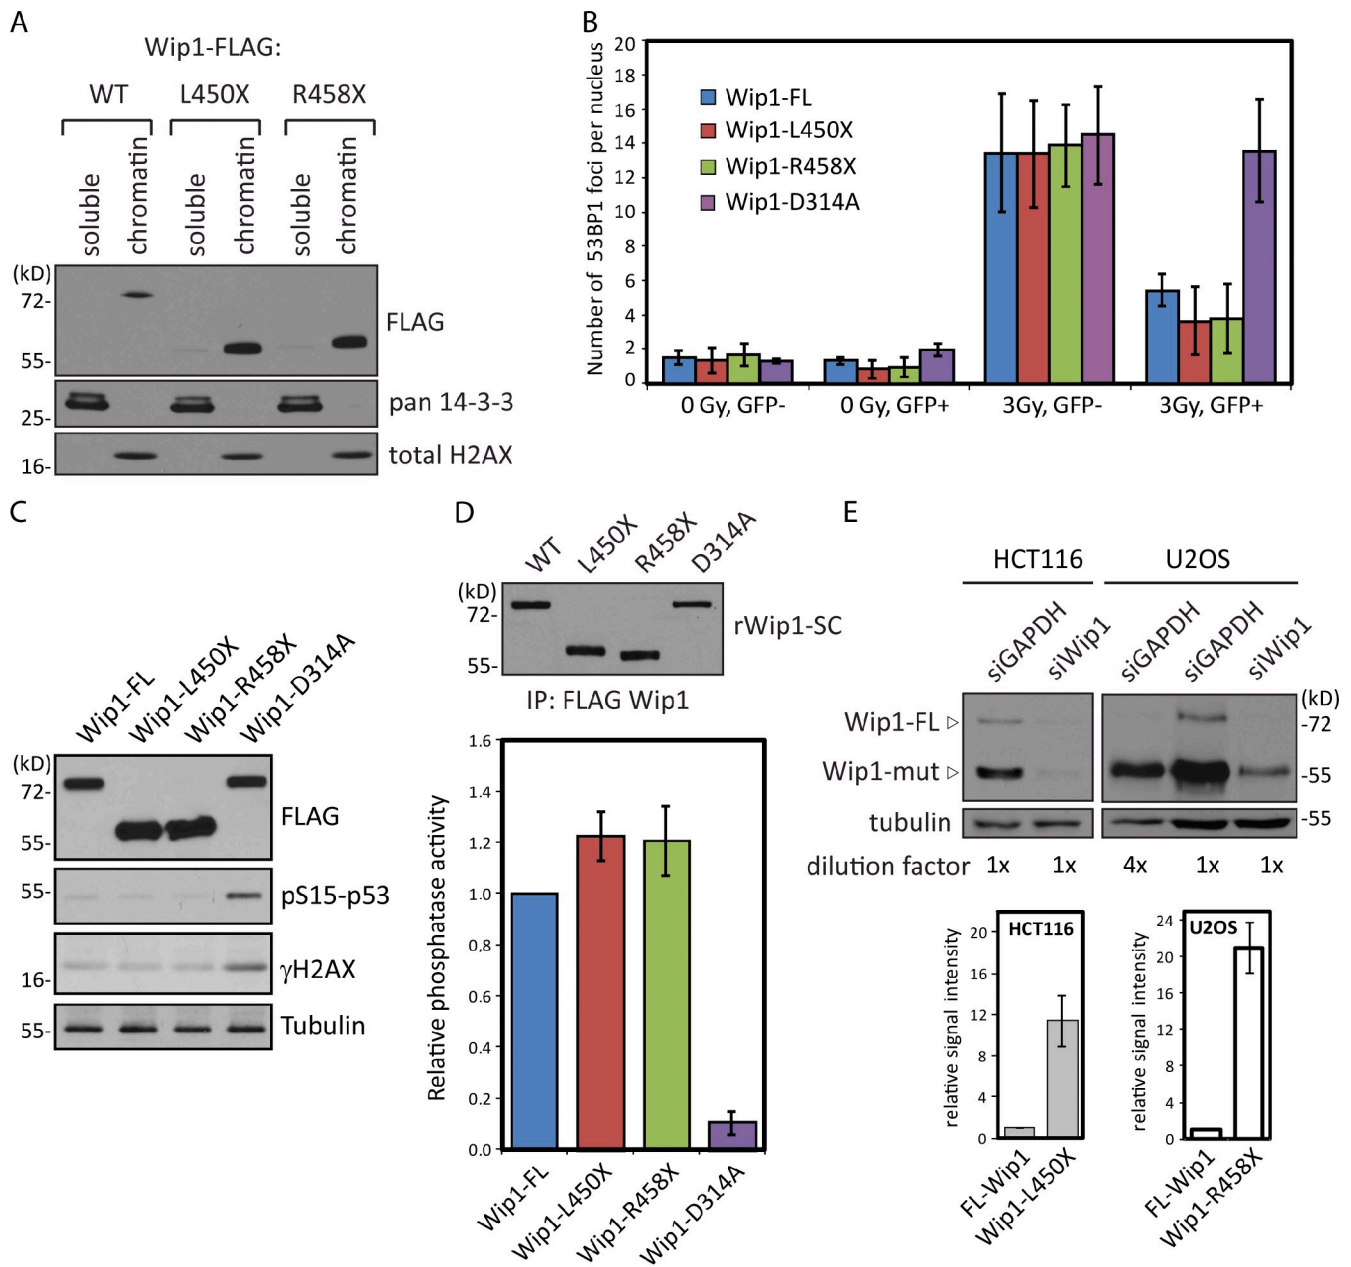 A
Wip1-FLAG:
WT L450X R458X
soluble chromatin soluble chromatin soluble chromatin
(kD)
72-
FLAG
55-
pan 14-3-3
25-
total H2AX
16-
B
Number of 53BP1 foci per nucleus
20
18
16
14
12
10
8
6
4
2
0
Wip1-FL
Wip1-L450X
Wip1-R458X
Wip1-D314A
0 Gy, GFP- 0 Gy, GFP+ 3Gy, GFP- 3Gy, GFP+
C
Wip1-FL Wip1-L450X Wip1-R458X Wip1-D314A
(kD)
72-
FLAG
55-
55- pS15-p53
γH2AX
16-
55- Tubulin
D
WT L450X R458X D314A
(kD)
72-
rWip1-SC
55-
IP: FLAG Wip1
Relative phosphatase activity
1.6
1.4
1.2
1.0
0.8
0.6
0.4
0.2
0.0
Wip1-FL Wip1-L450X Wip1-R458X Wip1-D314A
E
HCT116 U2OS
siGAPDH siWip1 siGAPDH siGAPDH siWip1
(kD)
Wip1-FL -72
Wip1-mut -55
tubulin -55
dilution factor 1x 1x 4x 1x 1x
relative signal intensity
HCT116
20
16
12
8
4
0
FL-Wip1 Wip1-L450X
relative signal intensity
U2OS
24
20
16
12
8
4
0
FL-Wip1 Wip1-R458X